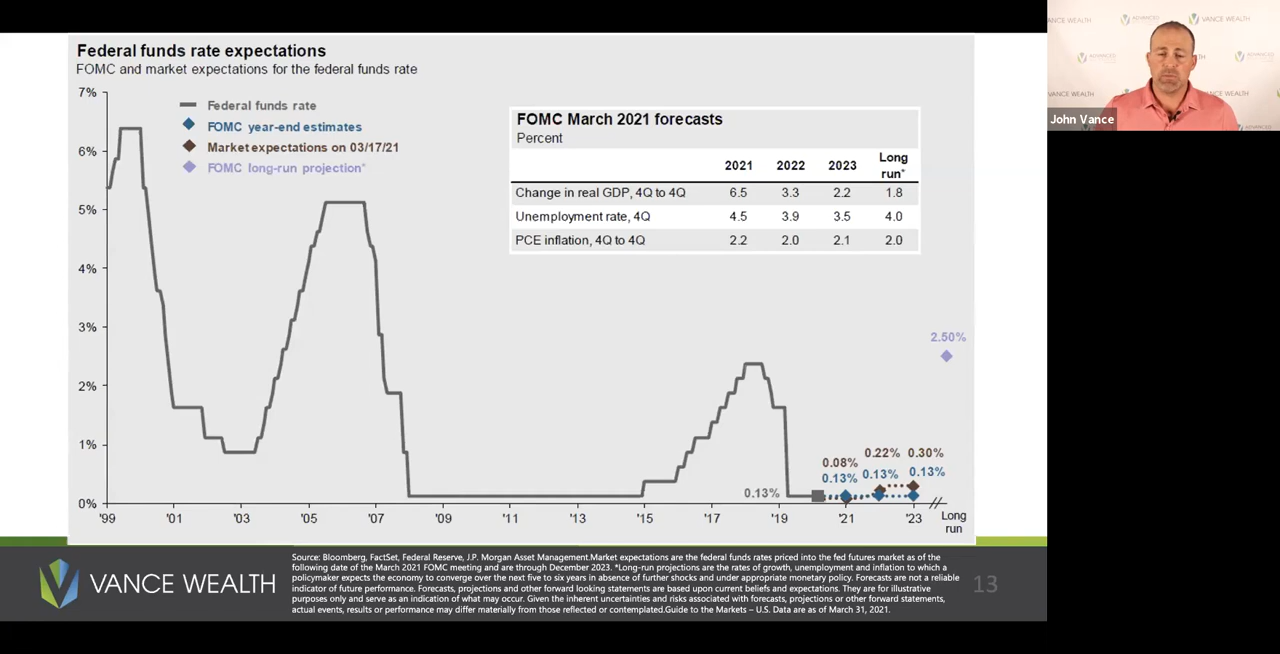 Federal funds rate expectations
FOMC and market expectations for the federal funds rate
7%
6%
5%
4%
3%
2%
1%
0%
Federal funds rate
FOMC year-end estimates
Market expectations on 03/17/21
FOMC long-run projection*
FOMC March 2021 forecasts
Percent
2021 2022 2023 Long run*
Change in real GDP, 4Q to 4Q 6.5 3.3 2.2 1.8
Unemployment rate, 4Q 4.5 3.9 3.5 4.0
PCE inflation, 4Q to 4Q 2.2 2.0 2.1 2.0
2.50%
0.08% 0.22% 0.30%
0.13% 0.13% 0.13%
0.13%
'99 '01 '03 '05 '07 '09 '11 '13 '15 '17 '19 '21 '23 Long run
VANCE WEALTH
Source: Bloomberg, FactSet, Federal Reserve, J.P. Morgan Asset Management.Market expectations are the federal funds rates priced into the fed futures market as of the
following date of the March 2021 FOMC meeting and are through December 2023. *Long-run projections are the rates of growth, unemployment and inflation to which a
policymaker expects the economy to converge over the next five to six years in absence of further shocks and under appropriate monetary policy. Forecasts are not a reliable
indicator of future performance. Forecasts, projections and other forward looking statements are based upon current beliefs and expectations. They are for illustrative
purposes only and serve as an indication of what may occur. Given the inherent uncertainties and risks associated with forecasts, projections or other forward statements,
actual events, results or performance may differ materially from those reflected or contemplated.Guide to the Markets – U.S. Data are as of March 31, 2021.
13
ADVANCED
VANCE WEALTH
ADVANCED
WEALTH
ADVANCED
VANCE WEALTH
VANCE WEALTH
John Vance